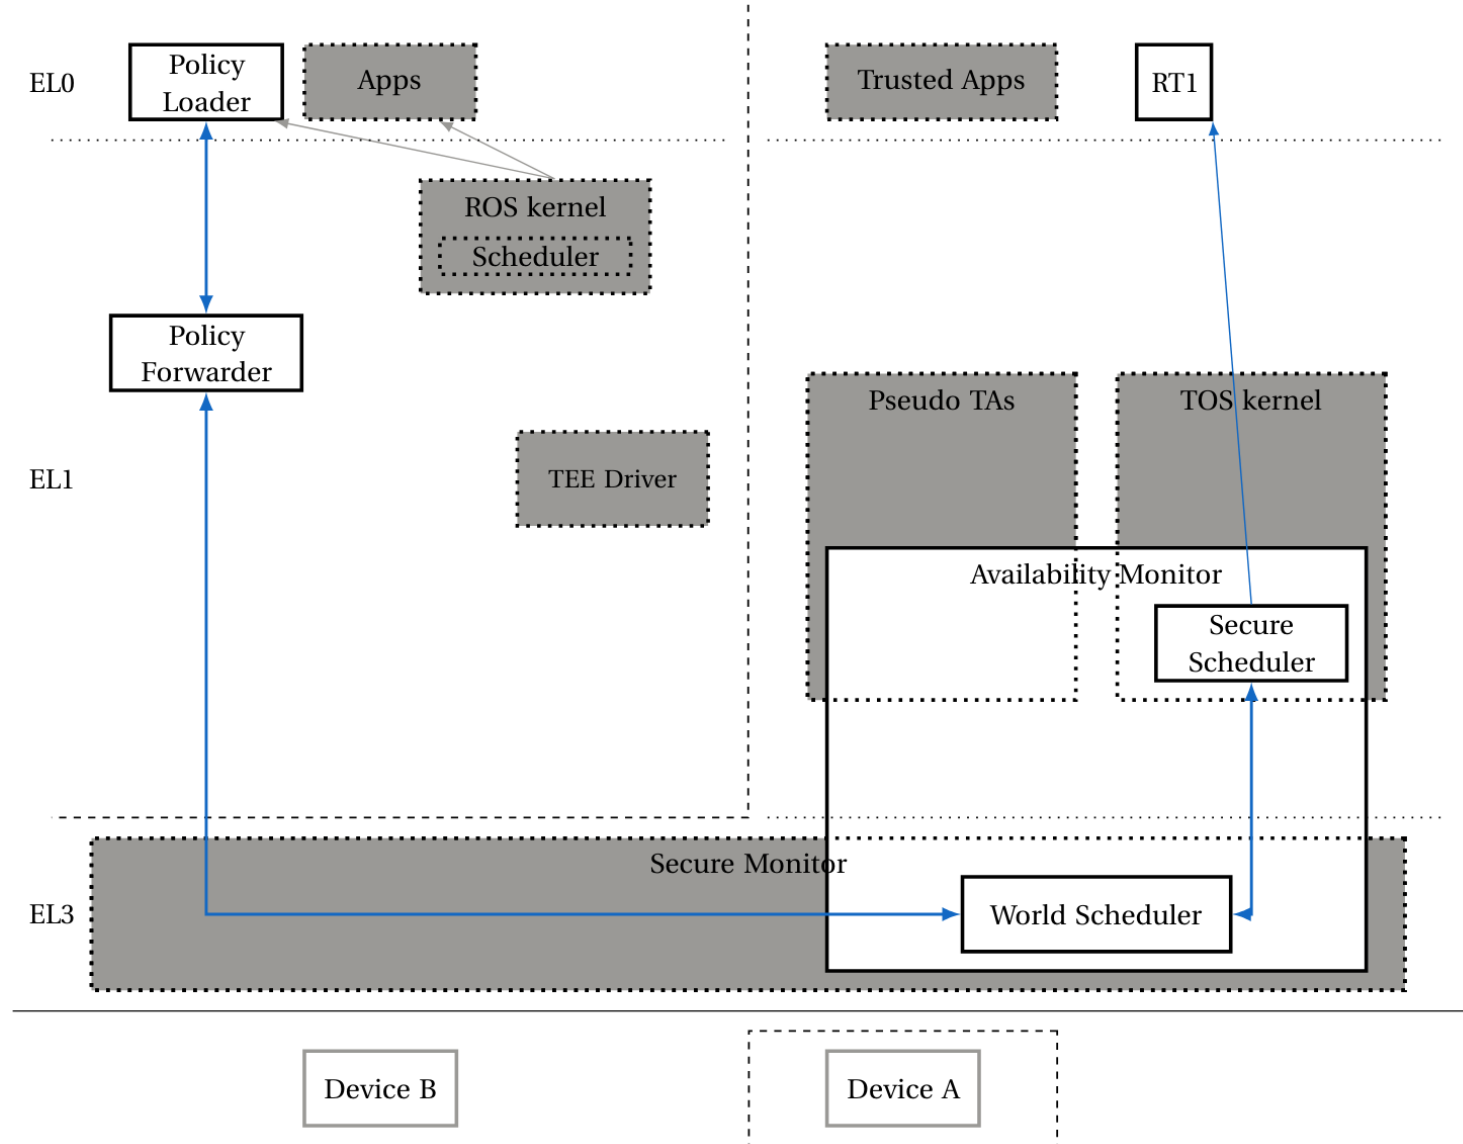 EL0
Policy
Loader
Apps
Trusted Apps
RT1
ROS kernel
Scheduler
Policy
Forwarder
EL1
TEE Driver
Pseudo TAs
TOS kernel
Availability Monitor
Secure
Scheduler
Secure Monitor
EL3
World Scheduler
Device B
Device A